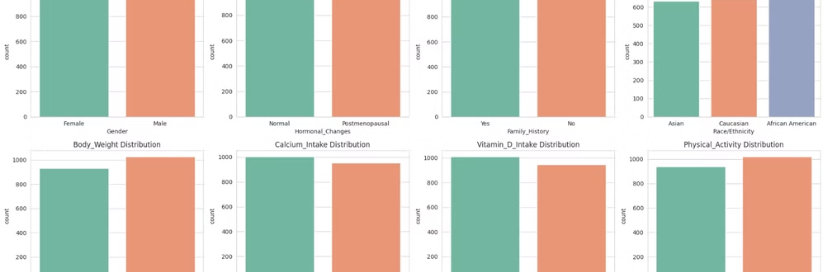 800
600
400
200
0
count
Female Male
Gender
800
600
400
200
0
count
Normal Postmenopausal
Hormonal_Changes
800
600
400
200
0
count
Yes No
Family_History
600
500
400
300
200
100
0
count
Asian Caucasian African American
Race/Ethnicity
Body_Weight Distribution
1000
800
600
400
200
count
Calcium_Intake Distribution
1000
800
600
400
200
count
Vitamin_D_Intake Distribution
1000
800
600
400
200
count
Physical_Activity Distribution
1000
800
600
400
200
count